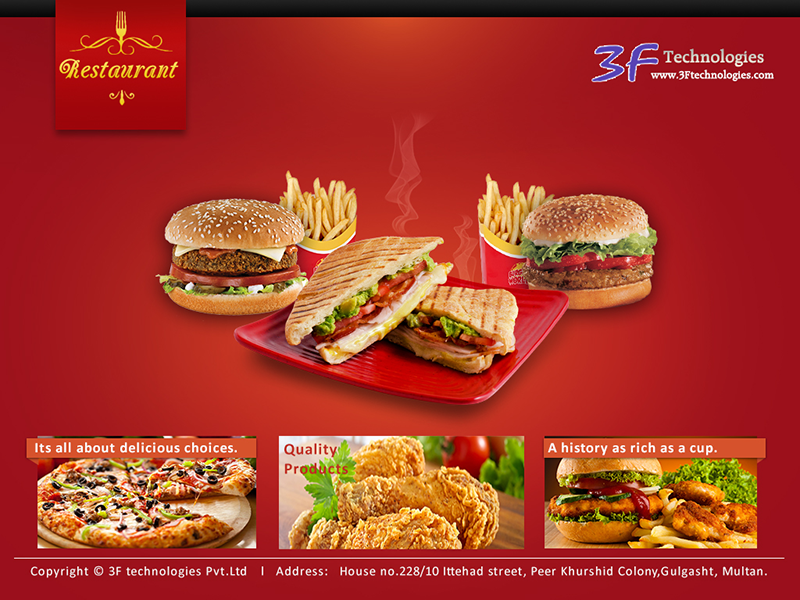 Restaurant
3F Technologies
www.3Ftechnologies.com
Its all about delicious choices.
Quality
Products
A history as rich as a cup.
Copyright © 3F technologies Pvt.Ltd I Address: House no.228/10 Ittehad street, Peer Khurshid Colony,Gulgasht, Multan.